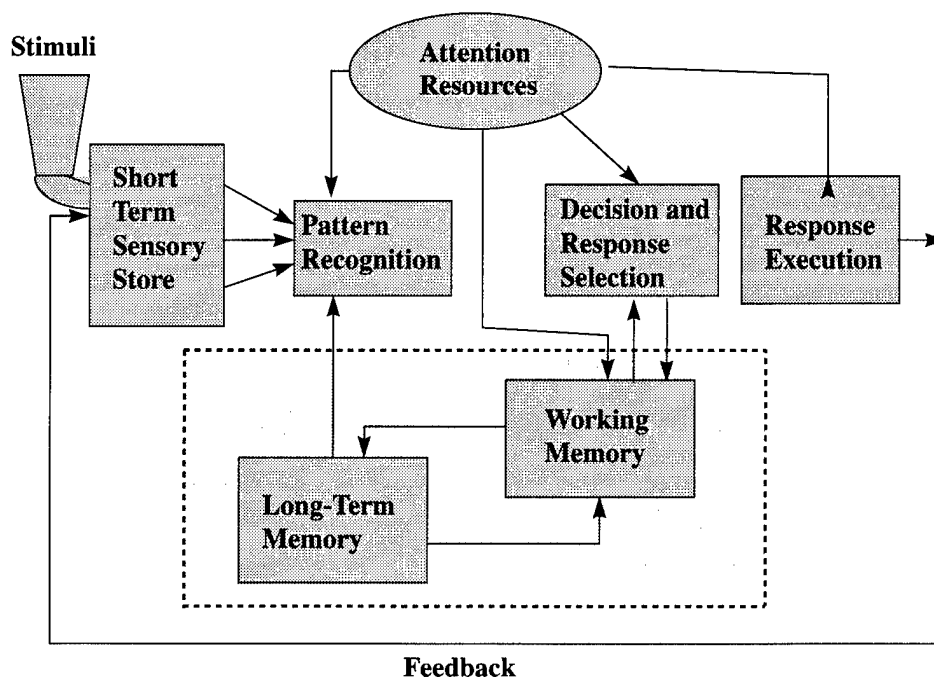 Stimuli
Attention
Resources
Short
Term
Sensory
Store
Pattern
Recognition
Decision and
Response
Selection
Response
Execution
Working
Memory
Long-Term
Memory
Feedback